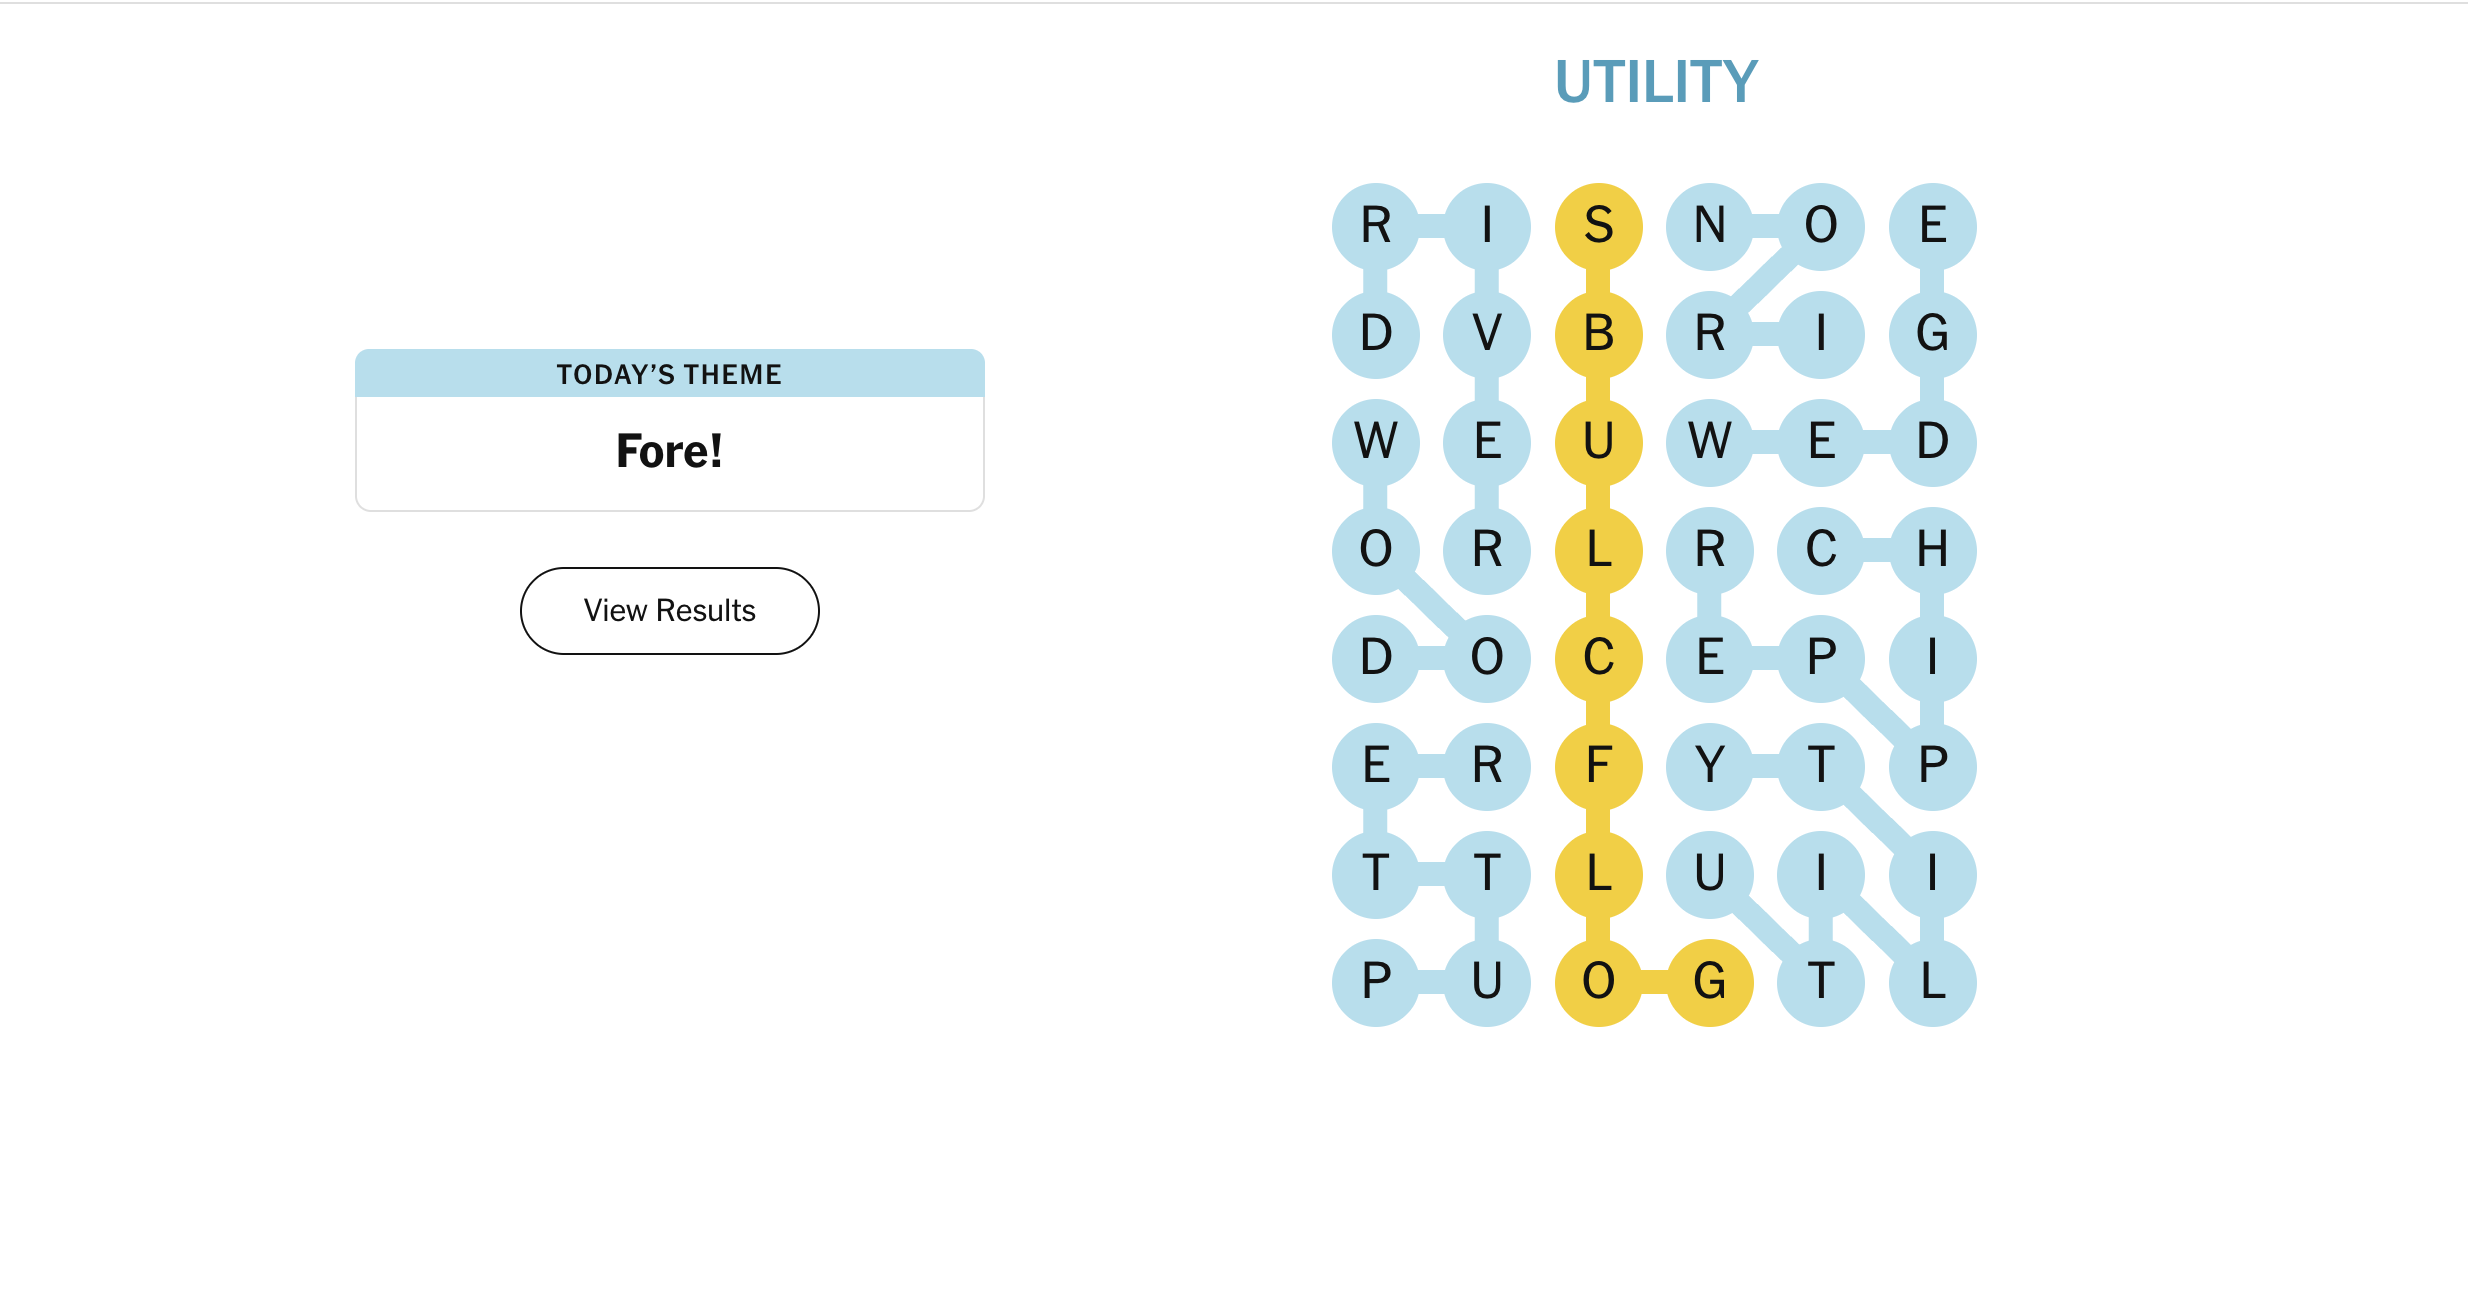 UTILITY
TODAY'S THEME
Fore!
View Results
R I S N O E
D V B R I G
W E U W E D
O R L R C H
D O C E P I
E R F Y T P
T T L U I I
P U O G T L